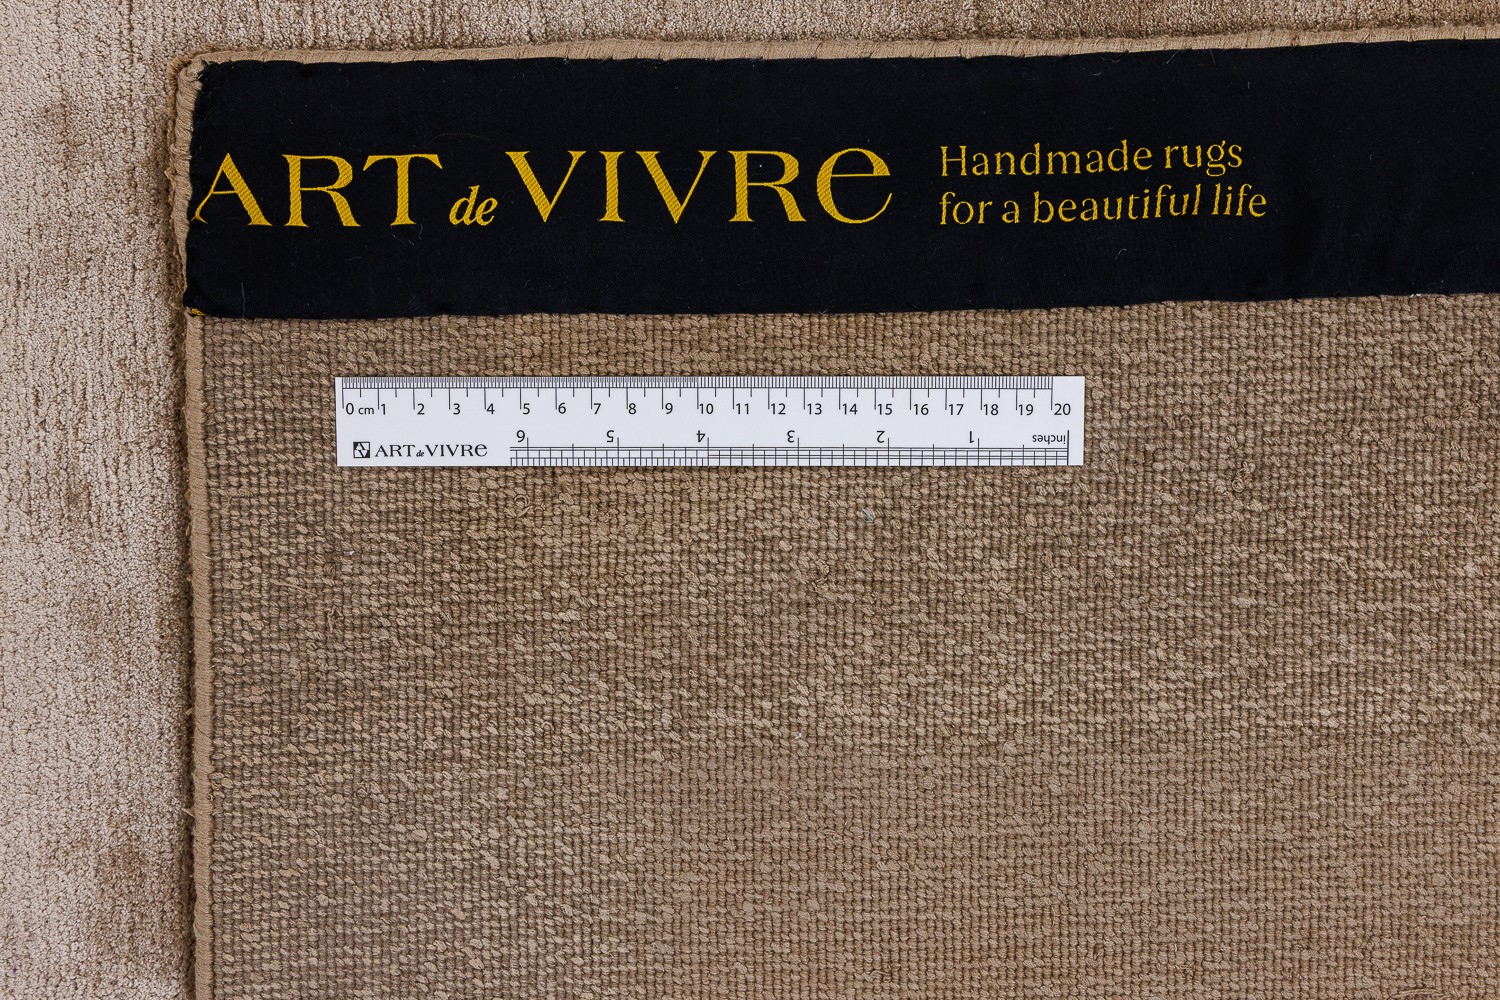 ART de VIVRE
Handmade rugs
for a beautiful life
0 cm 1 2 3 4 5 6 7 8 9 10 11 12 13 14 15 16 17 18 19 20
ART de VIVRE
6 5 4 3 2 1 inches